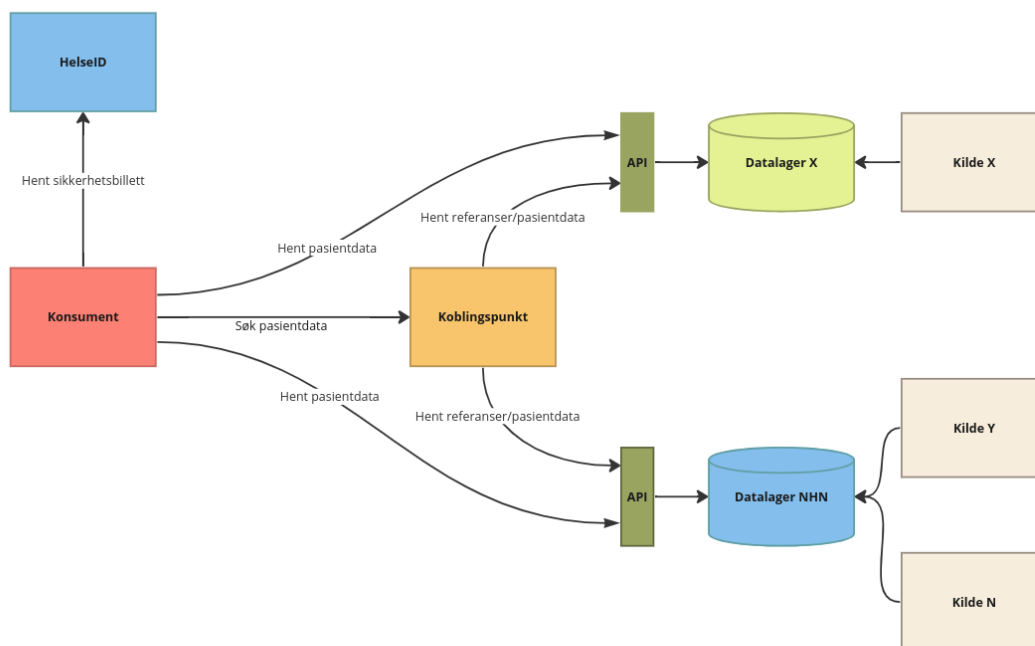 HelseID
Hent sikkerhetsbillett
API
Datalager X
Kilde X
Hent referanser/pasientdata
Hent pasientdata
Konsument
Søk pasientdata
Koblingspunkt
Hent pasientdata
Hent referanser/pasientdata
Kilde Y
API
Datalager NHN
Kilde N